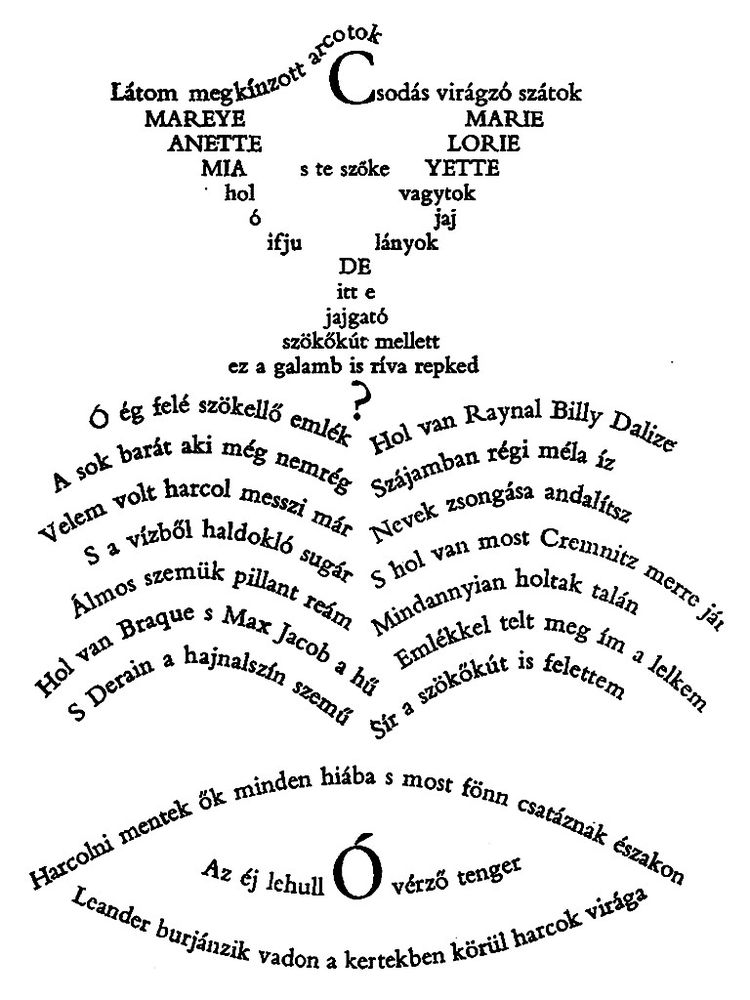 Látom megkínzott arcotok Csodás virágzó szátok
MAREYE MARIE
ANETTE LORIE
MIA s te szőke YETTE
hol vagytok
ó jaj
ifju lányok
DE
itt e
jajgató
szökőkút mellett
ez a galamb is ríva repked
?
Ó ég felé szökellő emlék
A sok barát aki még nemrég
Velem volt harcol messzi már
S a vízből haldokló sugár
Álmos szemük pillant reám
Hol van Braque s Max Jacob a hű
S Derain a hajnalszín szemű
Hol van Raynal Billy Dalize
Szájamban régi méla íz
Nevek zsongása andalítsz
S hol van most Cremnitz merre jár
Mindannyian holtak talán
Emlékkel telt meg ím a lelkem
Sír a szökőkút is felettem
Harcolni mentek ők minden hiába s most fönn csatáznak északon
Az éj lehull Ó vérző tenger
Leander burjánzik vadon a kertekben körül harcok virága